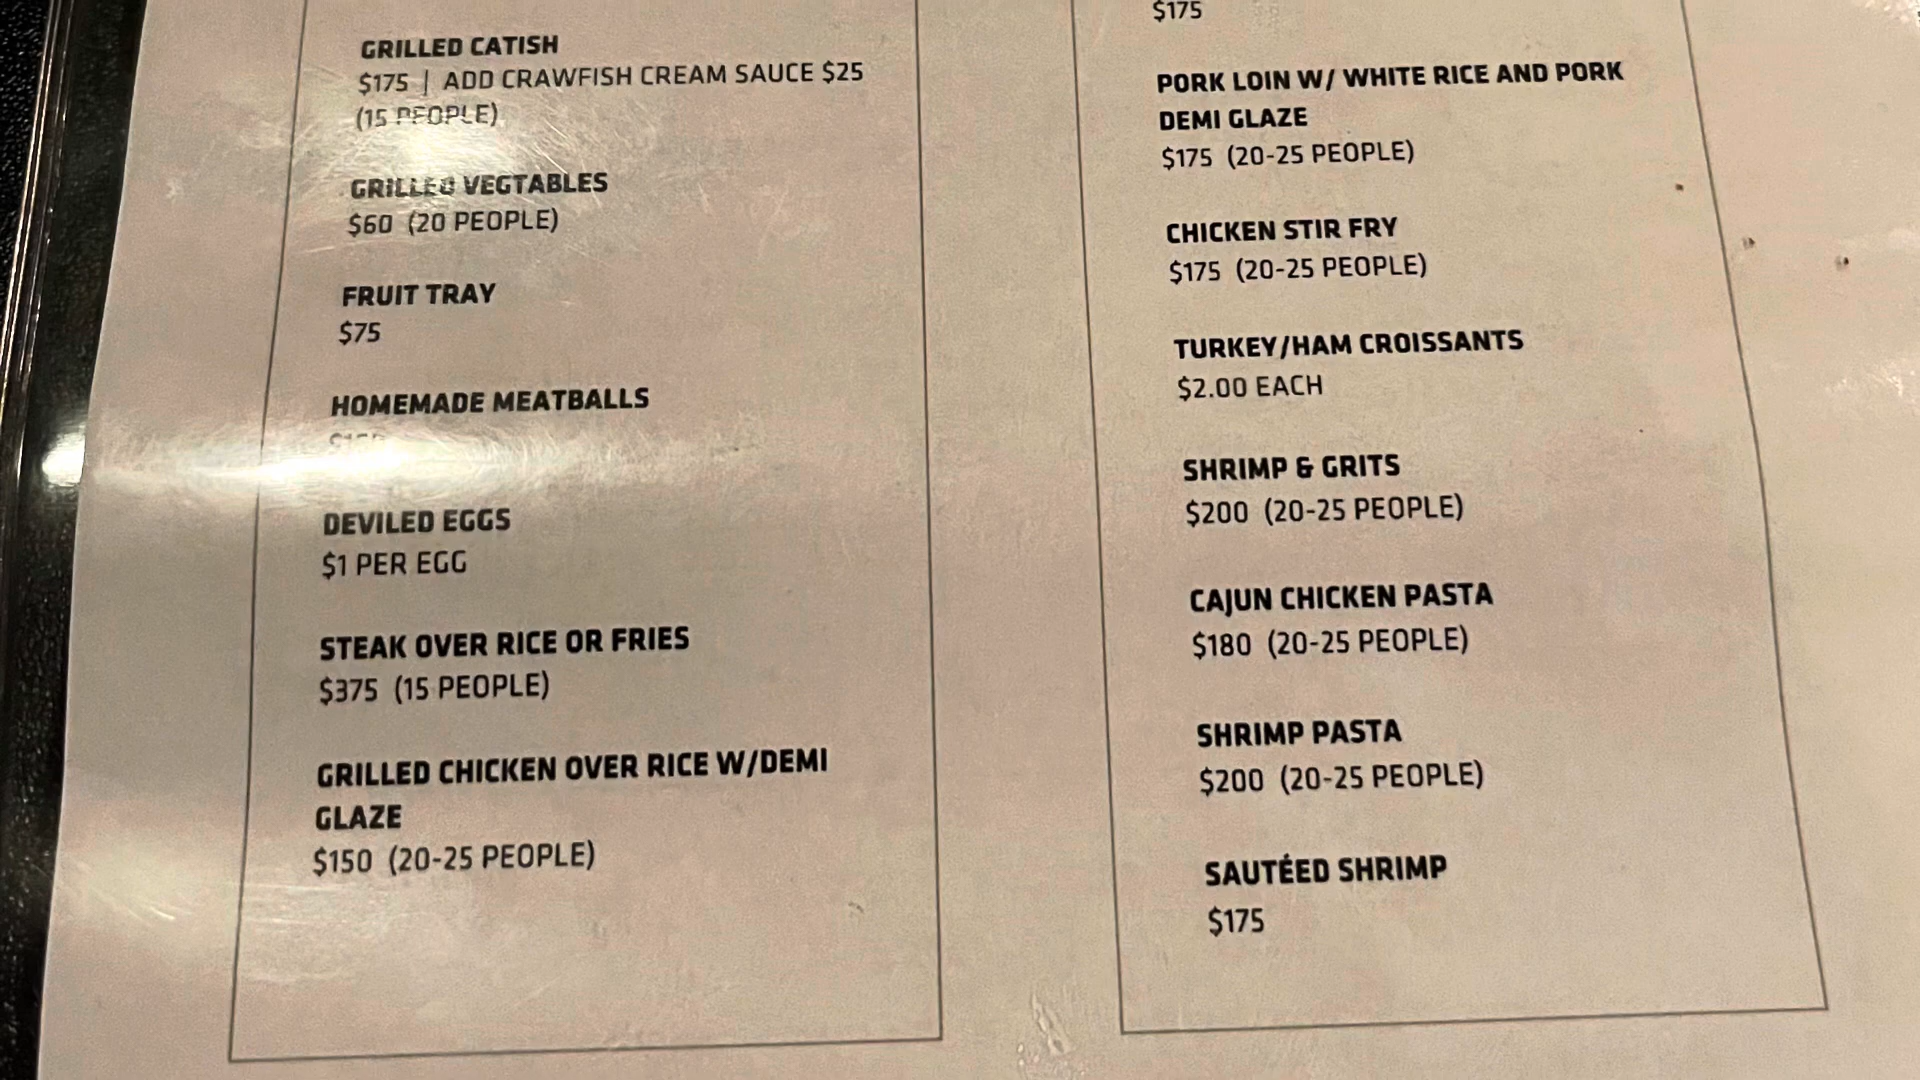 GRILLED CATISH
$175 | ADD CRAWFISH CREAM SAUCE $25
(15 PEOPLE)
GRILLED VEGTABLES
$60 (20 PEOPLE)
FRUIT TRAY
$75
HOMEMADE MEATBALLS
DEVILED EGGS
$1 PER EGG
STEAK OVER RICE OR FRIES
$375 (15 PEOPLE)
GRILLED CHICKEN OVER RICE W/DEMI
GLAZE
$150 (20-25 PEOPLE)
$175
PORK LOIN W/ WHITE RICE AND PORK
DEMI GLAZE
$175 (20-25 PEOPLE)
CHICKEN STIR FRY
$175 (20-25 PEOPLE)
TURKEY/HAM CROISSANTS
$2.00 EACH
SHRIMP & GRITS
$200 (20-25 PEOPLE)
CAJUN CHICKEN PASTA
$180 (20-25 PEOPLE)
SHRIMP PASTA
$200 (20-25 PEOPLE)
SAUTÉED SHRIMP
$175